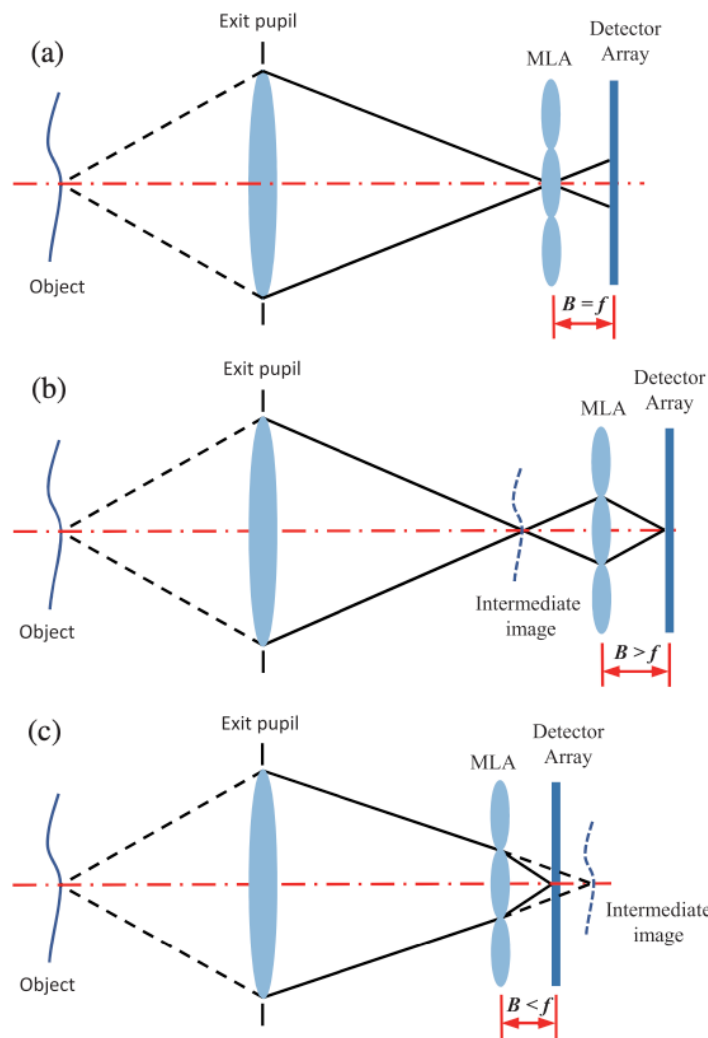 (a)
Exit pupil
Detector
Array
MLA
Object
B = f
(b)
Exit pupil
Detector
Array
MLA
Intermediate
image
Object
B > f
(c)
Exit pupil
Detector
Array
MLA
Intermediate
image
Object
B < f